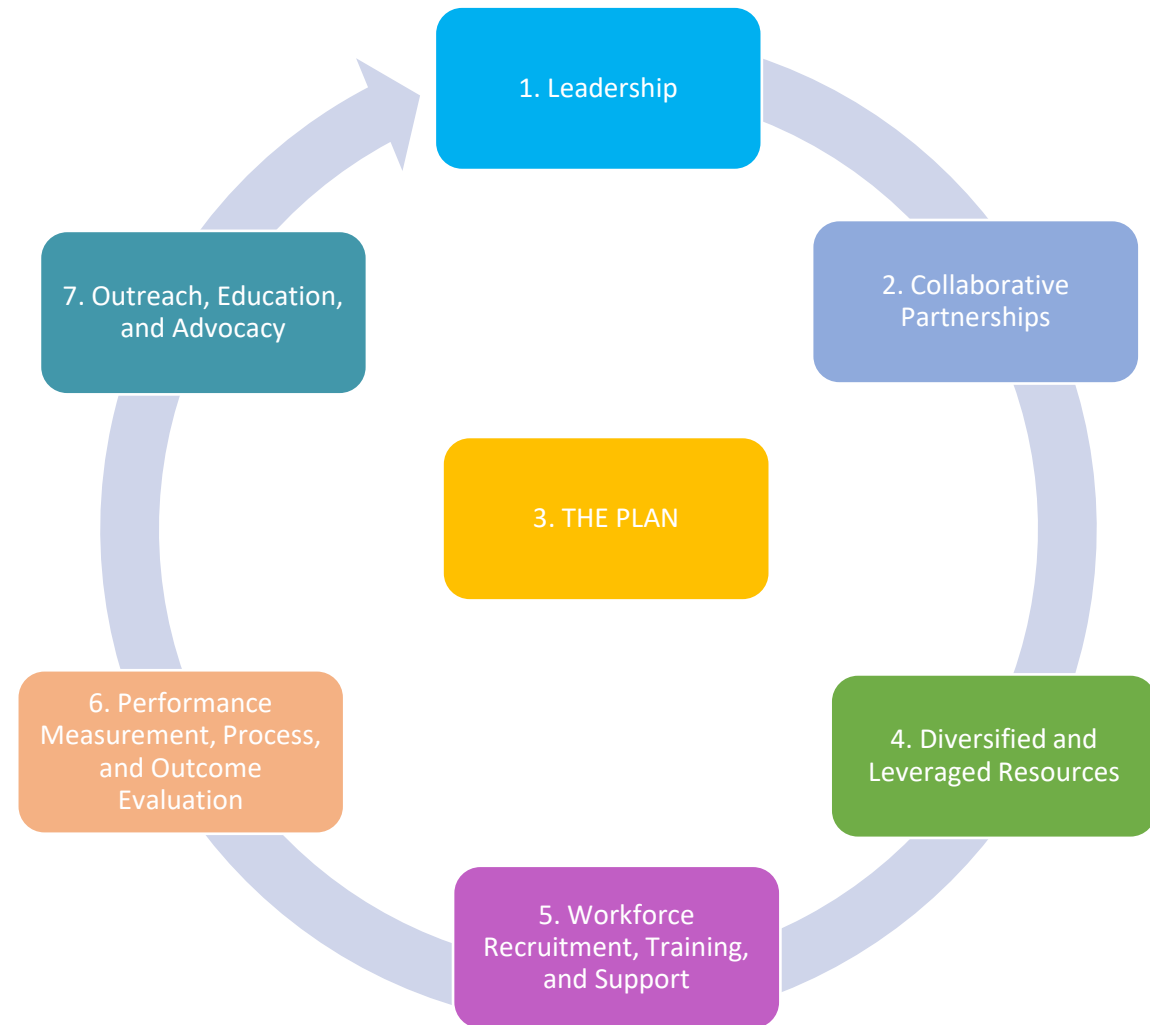 1. Leadership
2. Collaborative
Partnerships
3. THE PLAN
4. Diversified and
Leveraged Resources
5. Workforce
Recruitment, Training,
and Support
6. Performance
Measurement, Process,
and Outcome
Evaluation
7. Outreach, Education,
and Advocacy